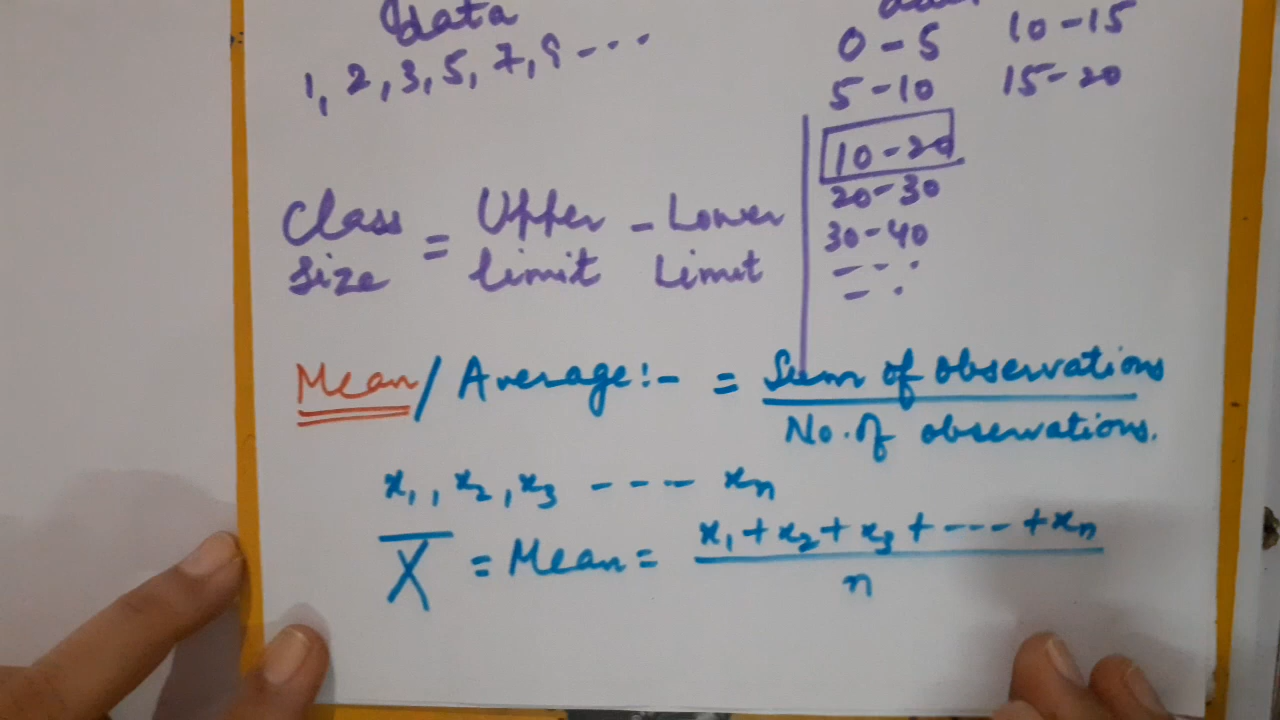 data
1, 2, 3, 5, 7, 9 ---
0-5 10-15
5-10 15-20
10-20
20-30
30-40
Class size = Upper limit - Lower Limit
Mean / Average:- = Sum of observations
No. of observations.
x₁, x₂, x₃ ---- xₙ
X̅ = Mean = x₁ + x₂ + x₃ + ---- + xₙ
n